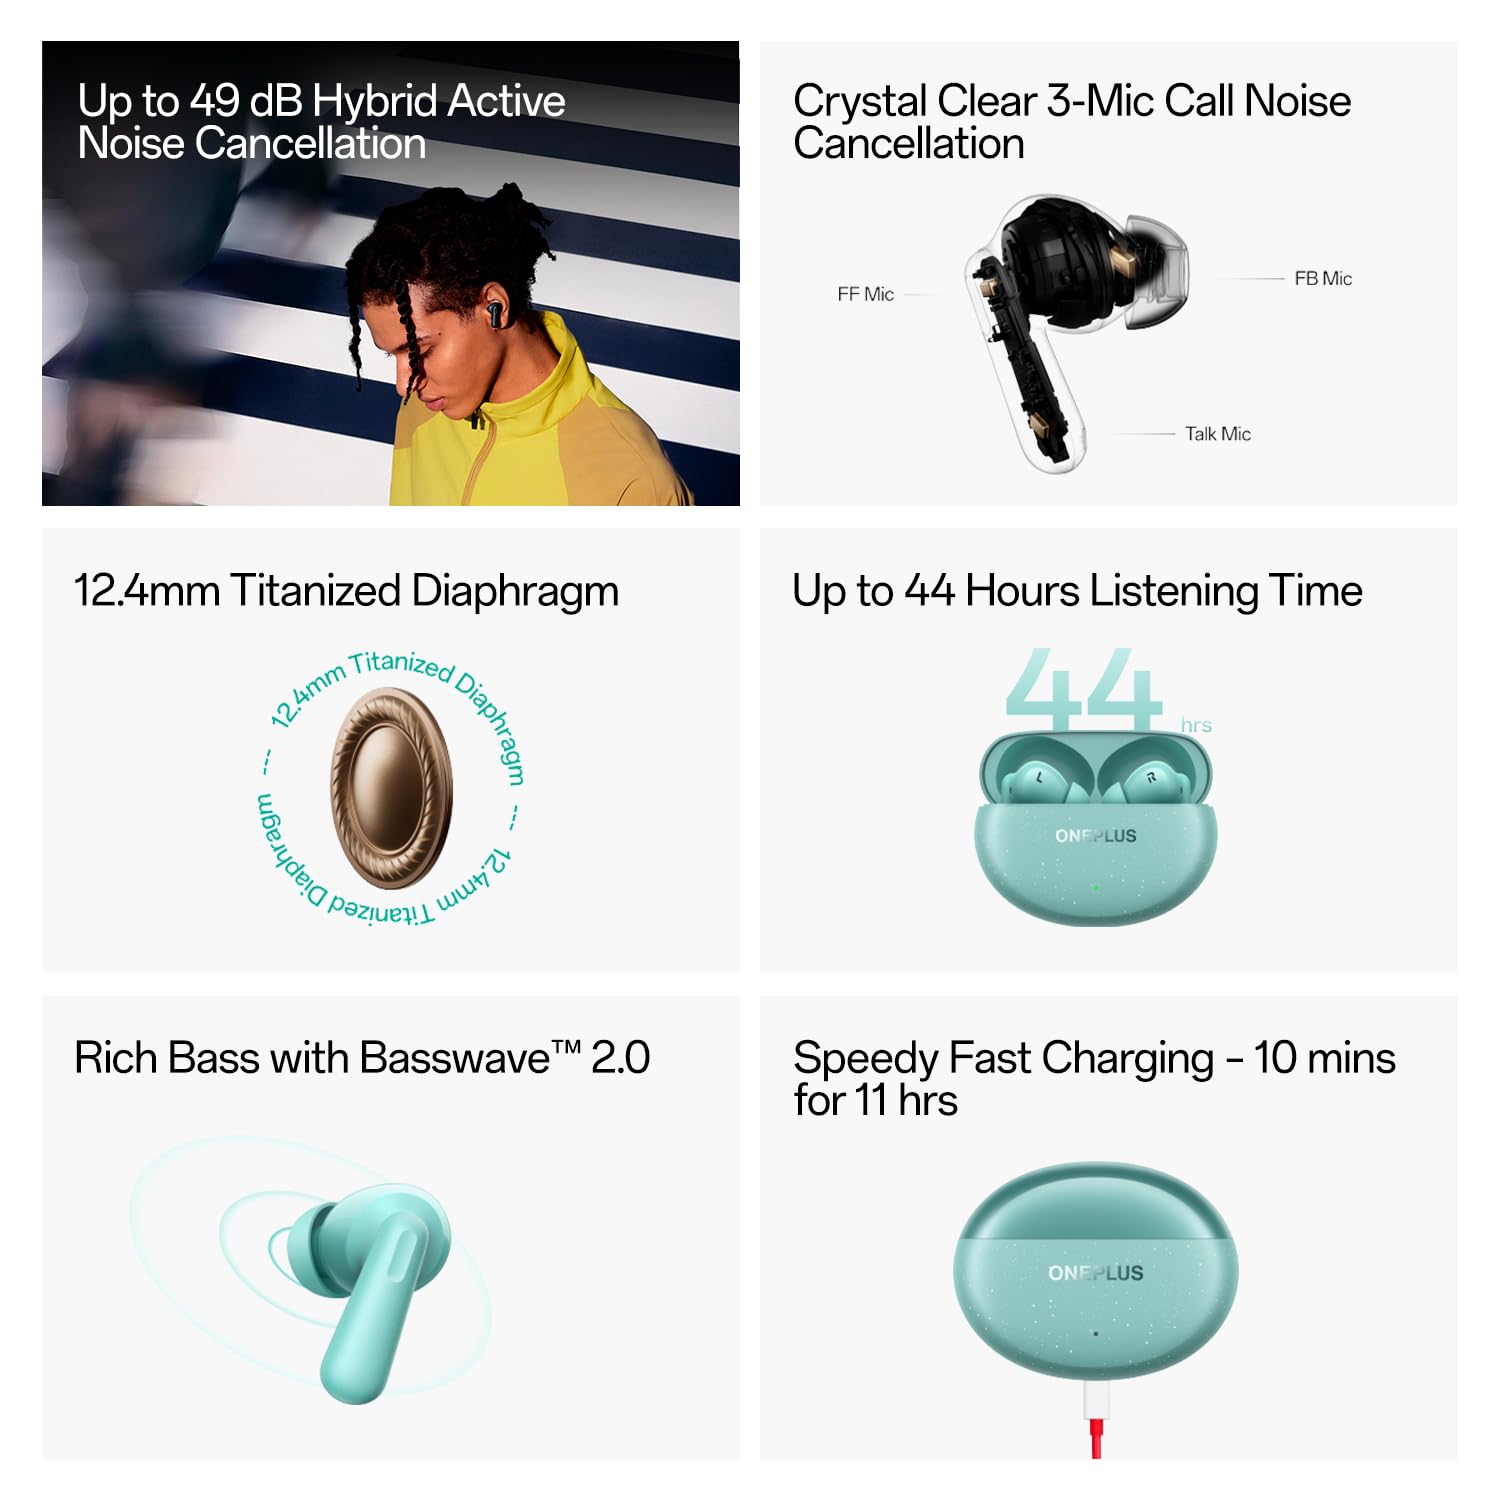 Up to 49 dB Hybrid Active
Noise Cancellation
Crystal Clear 3-Mic Call Noise
Cancellation
FF Mic
FB Mic
Talk Mic
12.4mm Titanized Diaphragm
12.4mm Titanized Diaphragm
12.4mm Titanized Diaphragm
Up to 44 Hours Listening Time
44 hrs
L R
ONEPLUS
Rich Bass with Basswave™ 2.0
Speedy Fast Charging – 10 mins
for 11 hrs
ONEPLUS